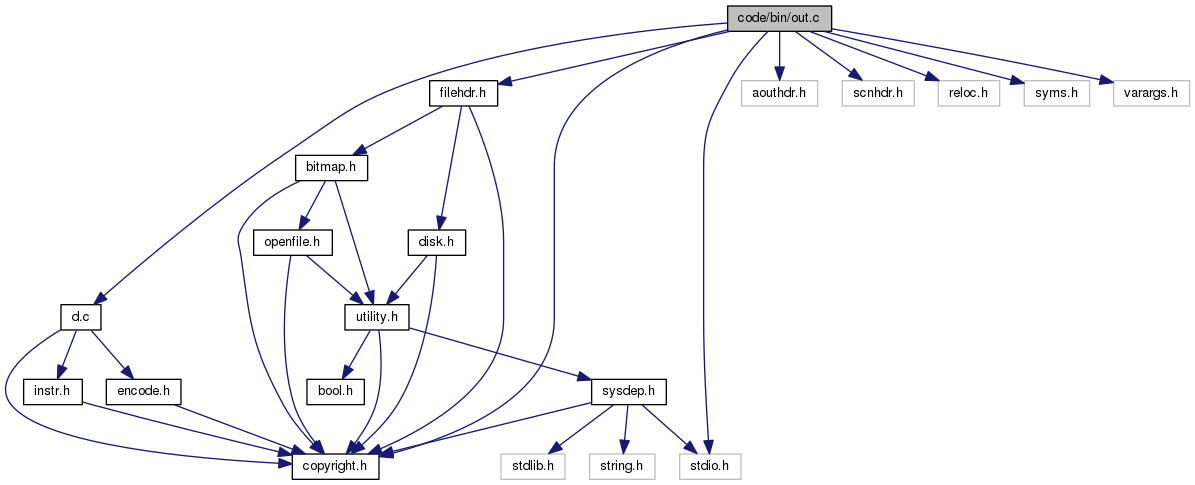 code/bin/out.c
filehdr.h
aouthdr.h
scnhdr.h
reloc.h
syms.h
varargs.h
bitmap.h
openfile.h
disk.h
d.c
utility.h
instr.h
encode.h
bool.h
sysdep.h
copyright.h
stdlib.h
string.h
stdio.h